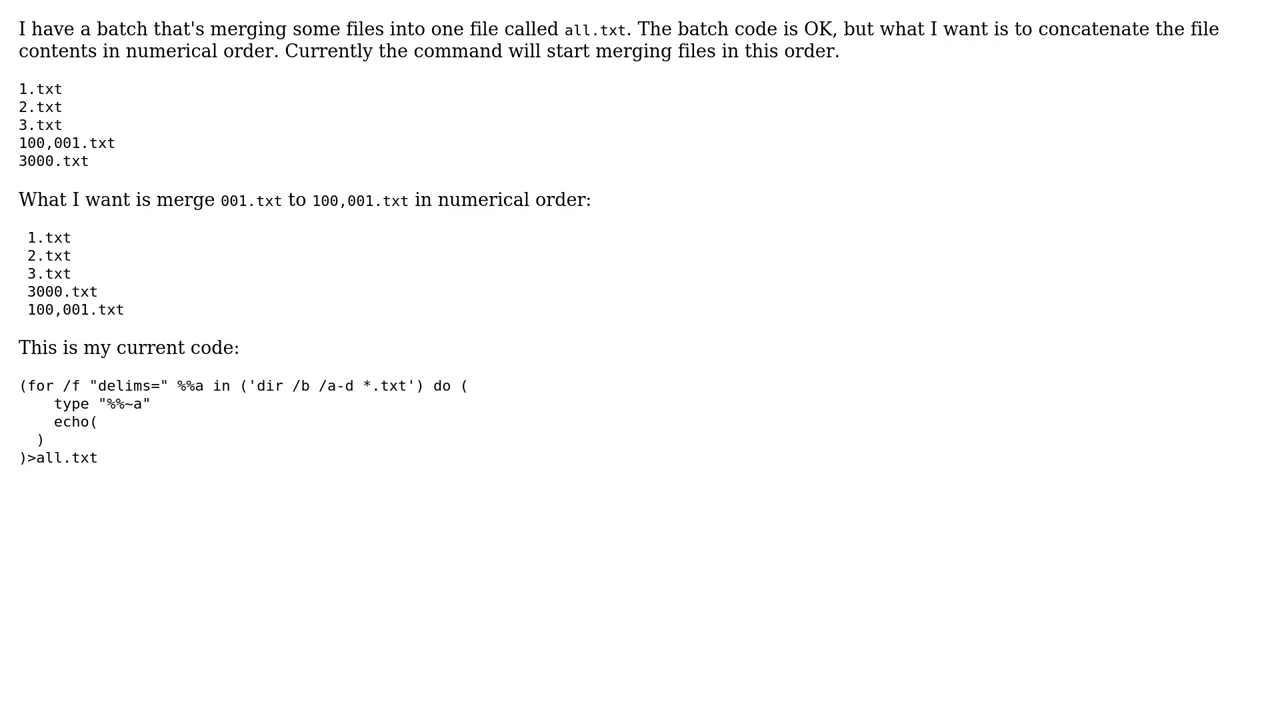 I have a batch that's merging some files into one file called all.txt. The batch code is OK, but what I want is to concatenate the file
contents in numerical order. Currently the command will start merging files in this order.
1.txt
2.txt
3.txt
100,001.txt
3000.txt
What I want is merge 001.txt to 100,001.txt in numerical order:
1.txt
2.txt
3.txt
3000.txt
100,001.txt
This is my current code:
(for /f "delims=" %%a in ('dir /b /a-d *.txt') do (
    type "%%~a"
    echo(
  )
)>all.txt